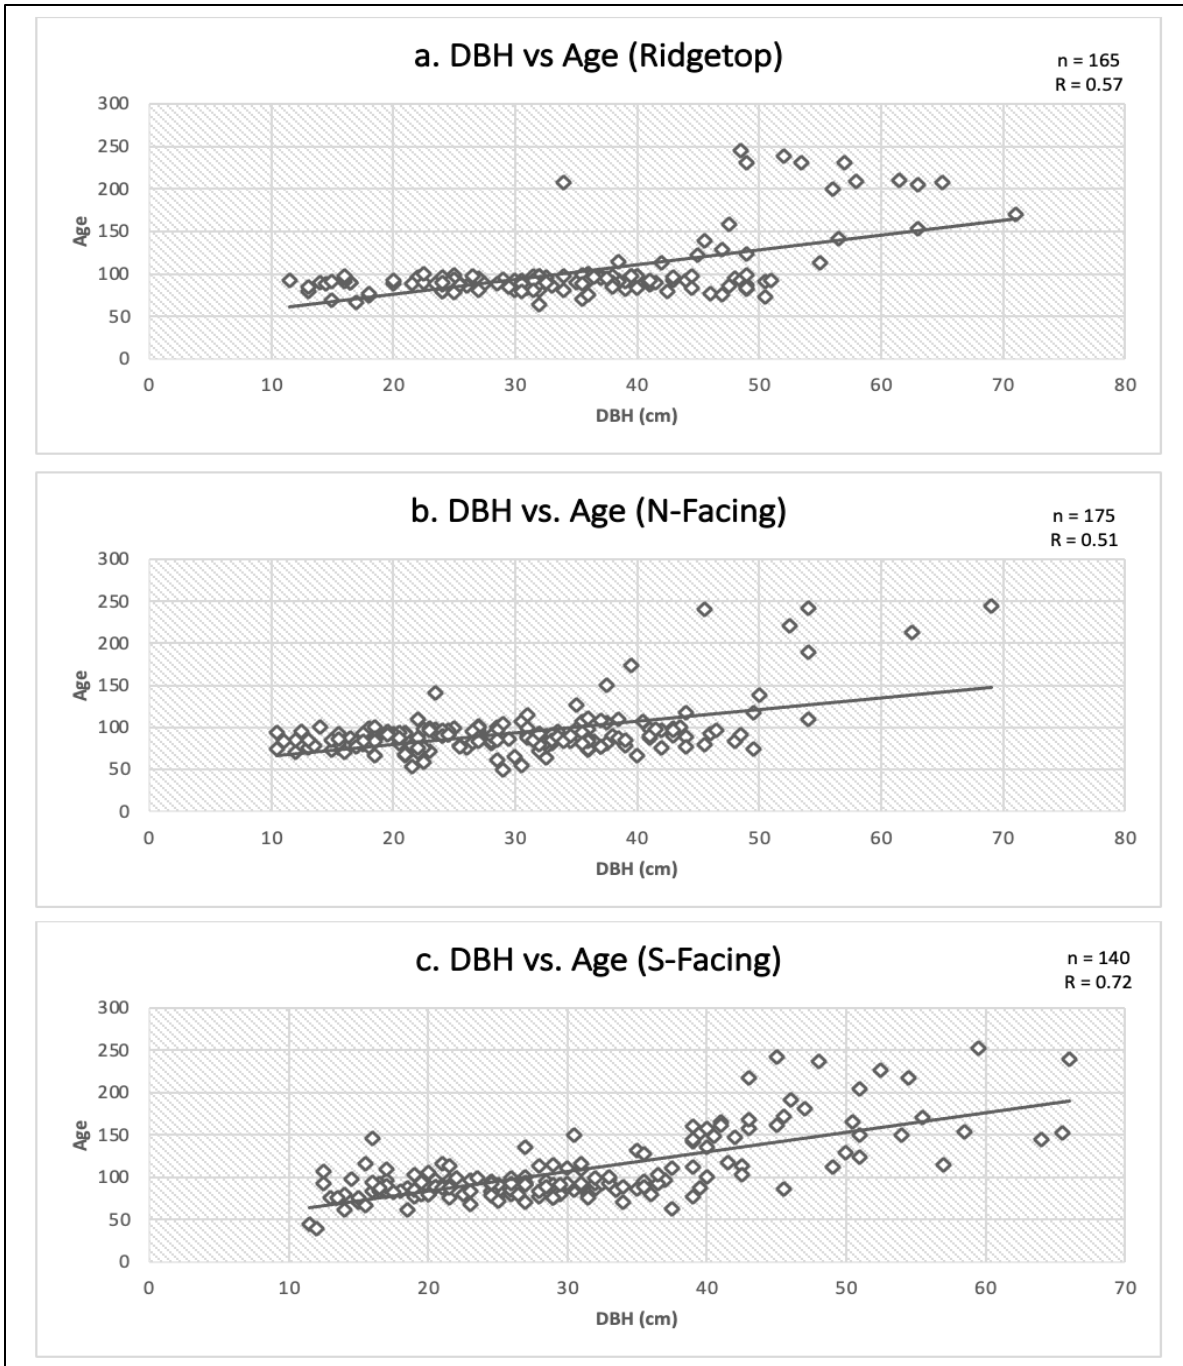 a. DBH vs Age (Ridgetop)
n = 165
R = 0.57
300
250
200
150
100
50
0
Age
0 10 20 30 40 50 60 70 80
DBH (cm)
b. DBH vs. Age (N-Facing)
n = 175
R = 0.51
300
250
200
150
100
50
0
Age
0 10 20 30 40 50 60 70 80
DBH (cm)
c. DBH vs. Age (S-Facing)
n = 140
R = 0.72
300
250
200
150
100
50
0
Age
0 10 20 30 40 50 60 70
DBH (cm)